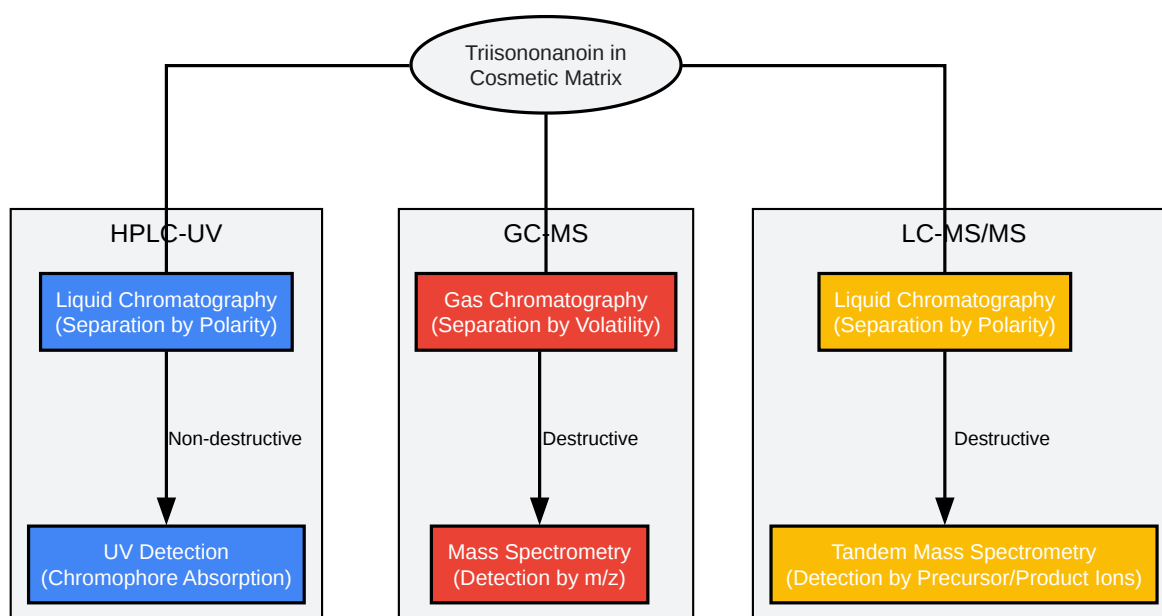 Triisononanoin in
Cosmetic Matrix
HPLC-UV
Liquid Chromatography
(Separation by Polarity)
Non-destructive
UV Detection
(Chromophore Absorption)
GC-MS
Gas Chromatography
(Separation by Volatility)
Destructive
Mass Spectrometry
(Detection by m/z)
LC-MS/MS
Liquid Chromatography
(Separation by Polarity)
Destructive
Tandem Mass Spectrometry
(Detection by Precursor/Product Ions)